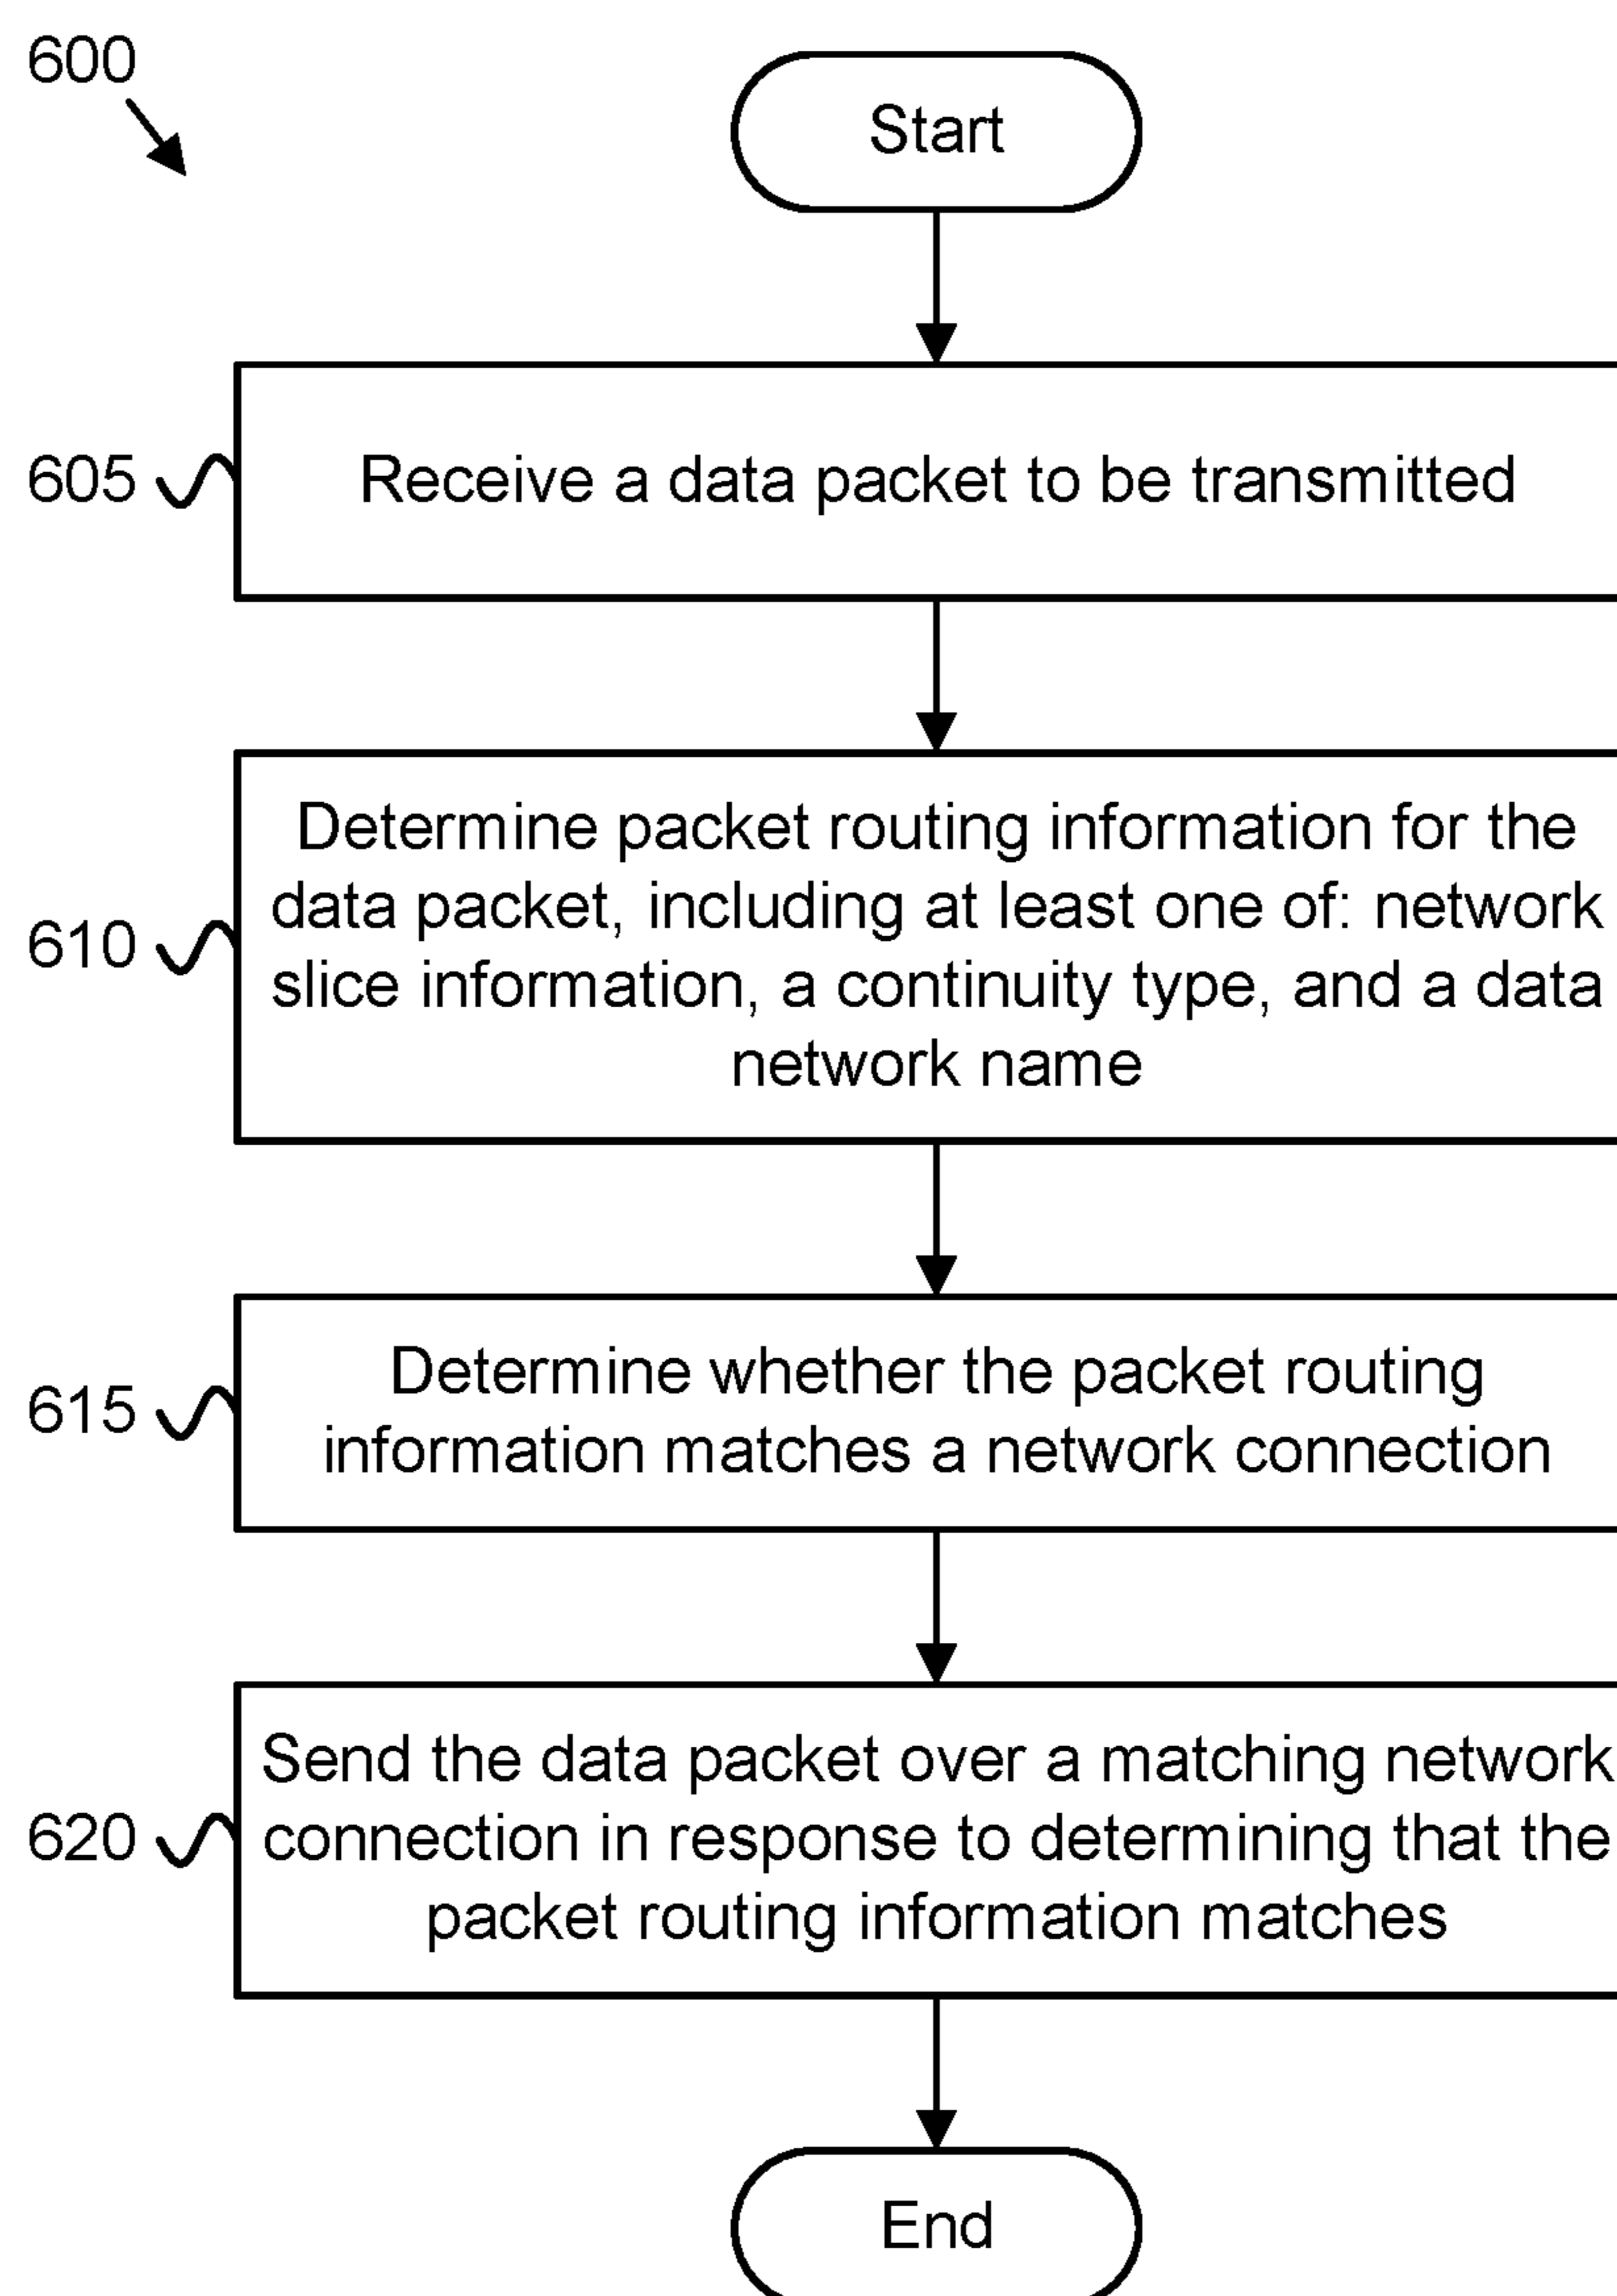 600
Start
605
Receive a data packet to be transmitted
610
Determine packet routing information for the
data packet, including at least one of: network
slice information, a continuity type, and a data
network name
615
Determine whether the packet routing
information matches a network connection
620
Send the data packet over a matching network
connection in response to determining that the
packet routing information matches
End